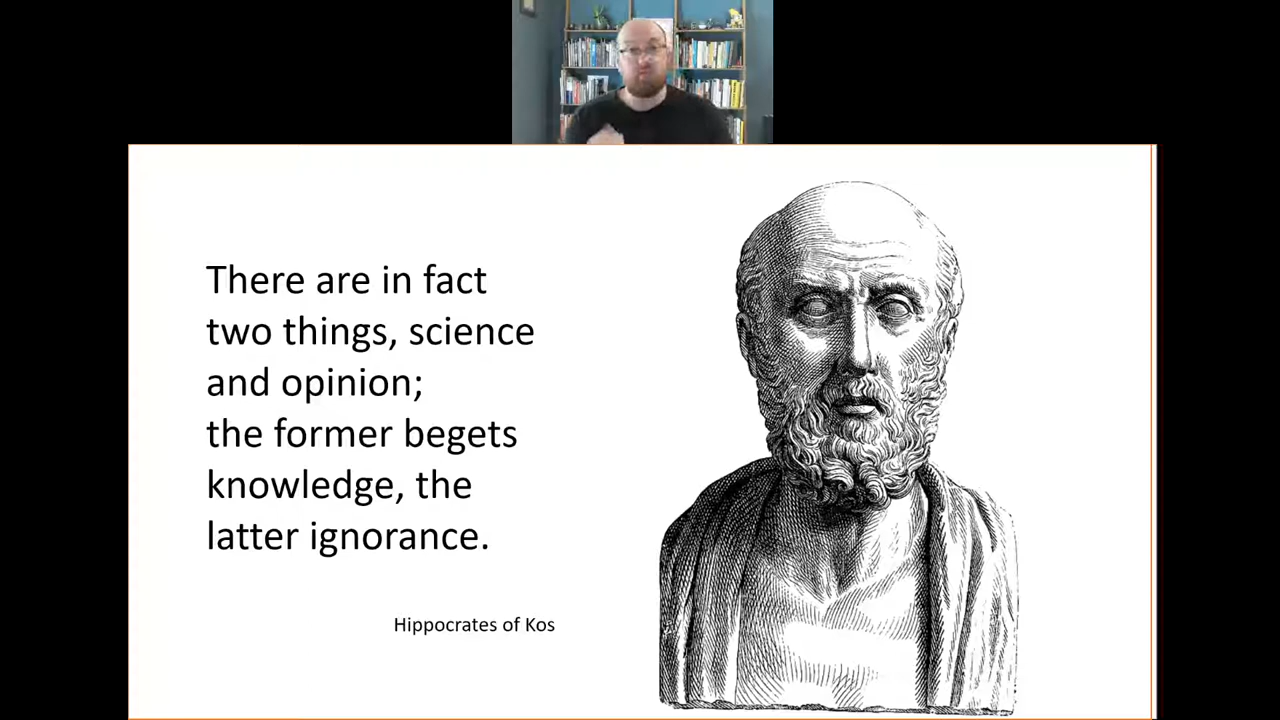 There are in fact
two things, science
and opinion;
the former begets
knowledge, the
latter ignorance.
Hippocrates of Kos